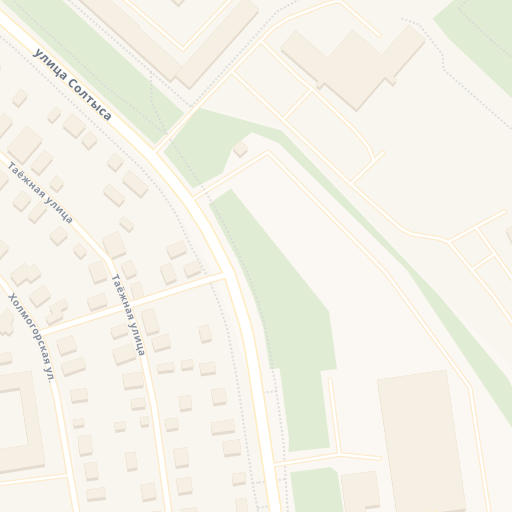 улица Солтыса
Таёжная улица
Таёжная улица
Холмогорская ул.